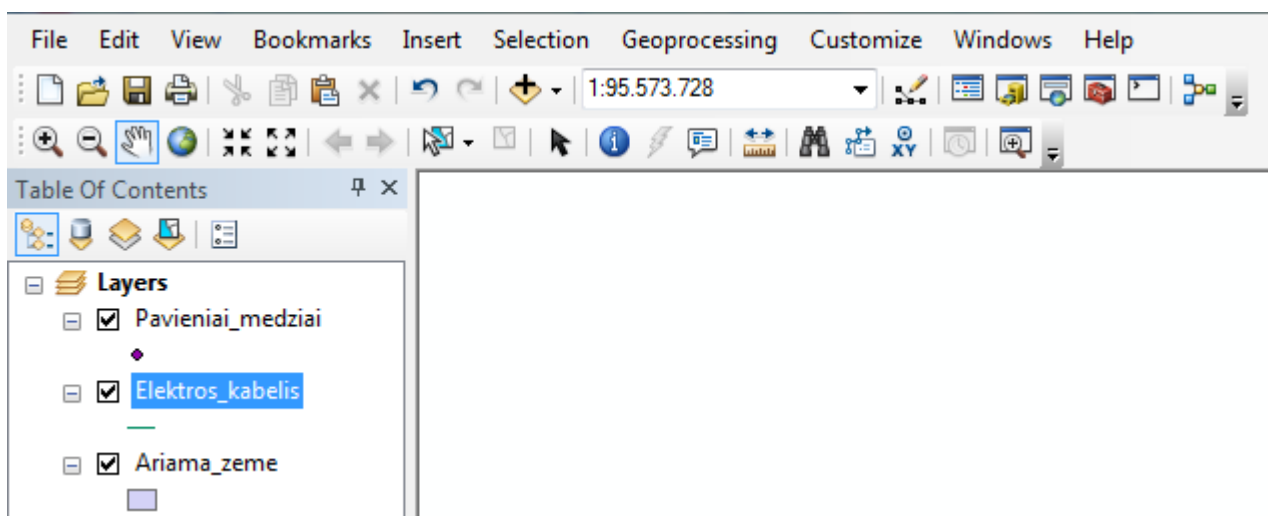 File Edit View Bookmarks Insert Selection Geoprocessing Customize Windows Help
1:95.573.728
XY
Table Of Contents
Layers
Pavieniai_medziai
Elektros_kabelis
Ariama_zeme